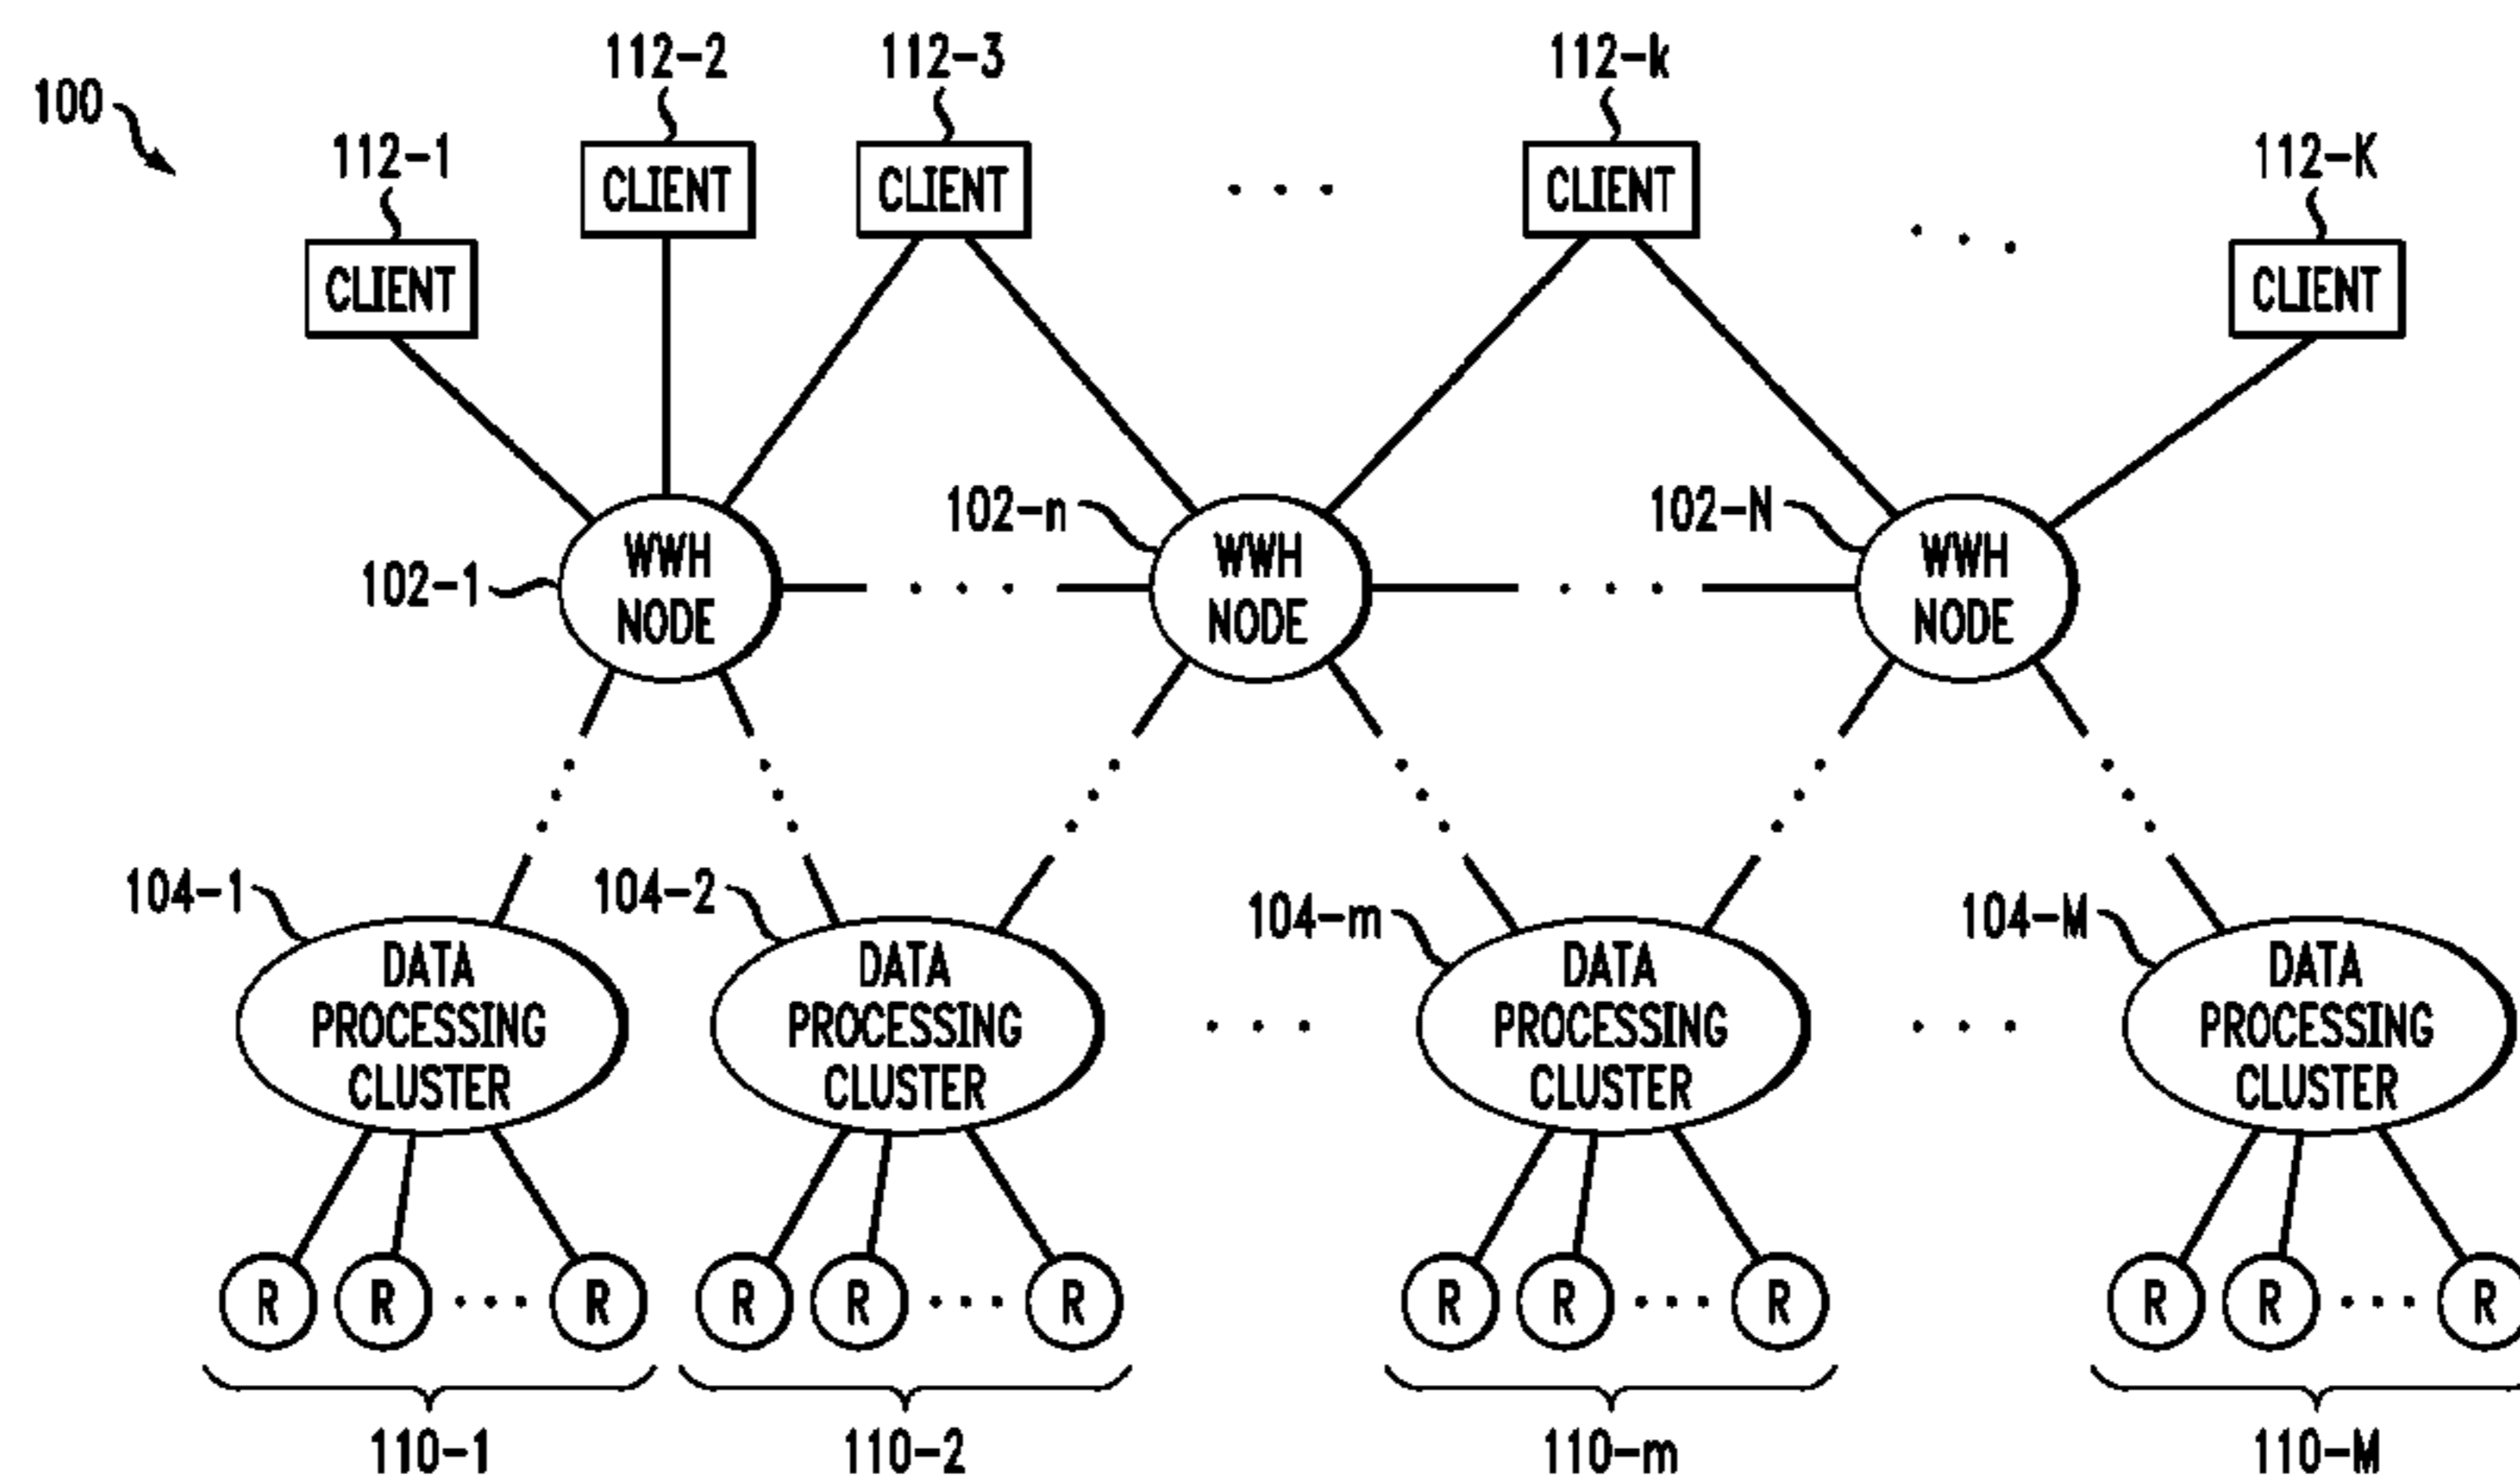 100
112-1
112-2
112-3
112-k
112-K
CLIENT
CLIENT
CLIENT
CLIENT
CLIENT
102-1
102-n
102-N
WWH
NODE
WWH
NODE
WWH
NODE
104-1
104-2
104-m
104-M
DATA
PROCESSING
CLUSTER
DATA
PROCESSING
CLUSTER
DATA
PROCESSING
CLUSTER
DATA
PROCESSING
CLUSTER
R R ... R
R R ... R
R R ... R
R R ... R
110-1
110-2
110-m
110-M